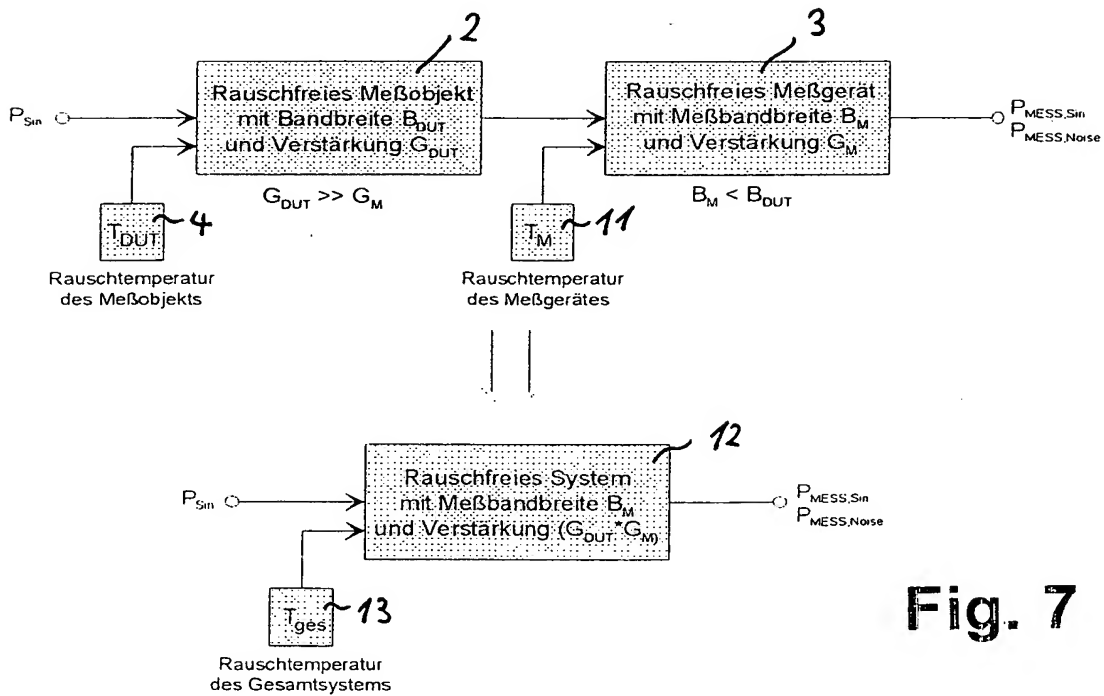 2
3
P_Sin
Rauschfreies Meßobjekt
mit Bandbreite B_DUT
und Verstärkung G_DUT
Rauschfreies Meßgerät
mit Meßbandbreite B_M
und Verstärkung G_M
P_MESS,Sin
P_MESS,Noise
G_DUT >> G_M
B_M < B_DUT
T_DUT
4
T_M
11
Rauschtemperatur
des Meßobjekts
Rauschtemperatur
des Meßgerätes
12
P_Sin
Rauschfreies System
mit Meßbandbreite B_M
und Verstärkung (G_DUT*G_M)
P_MESS,Sin
P_MESS,Noise
T_ges
13
Rauschtemperatur
des Gesamtsystems
Fig. 7